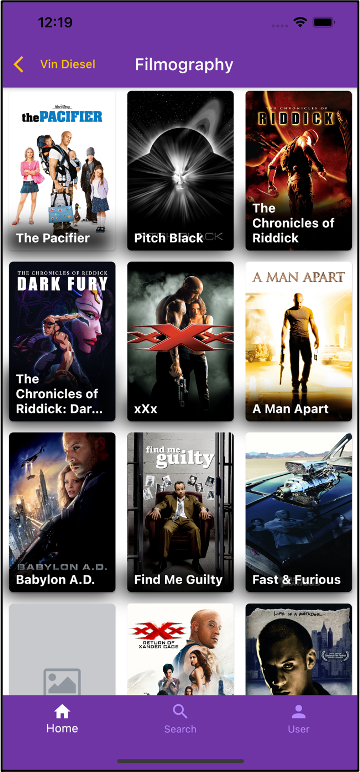 12:19
Vin Diesel
Filmography
the PACIFIER
The Pacifier
Pitch Black
THE CHRONICLES OF
RIDDICK
The
Chronicles of
Riddick
THE CHRONICLES OF RIDDICK
DARK FURY
The
Chronicles of
Riddick: Dar...
xXx
xXx
A MAN APART
A Man Apart
BABYLON A.D.
Babylon A.D.
find me
guilty
Find Me Guilty
Fast & Furious
xXx
RETURN OF
XANDER CAGE
Home
Search
User